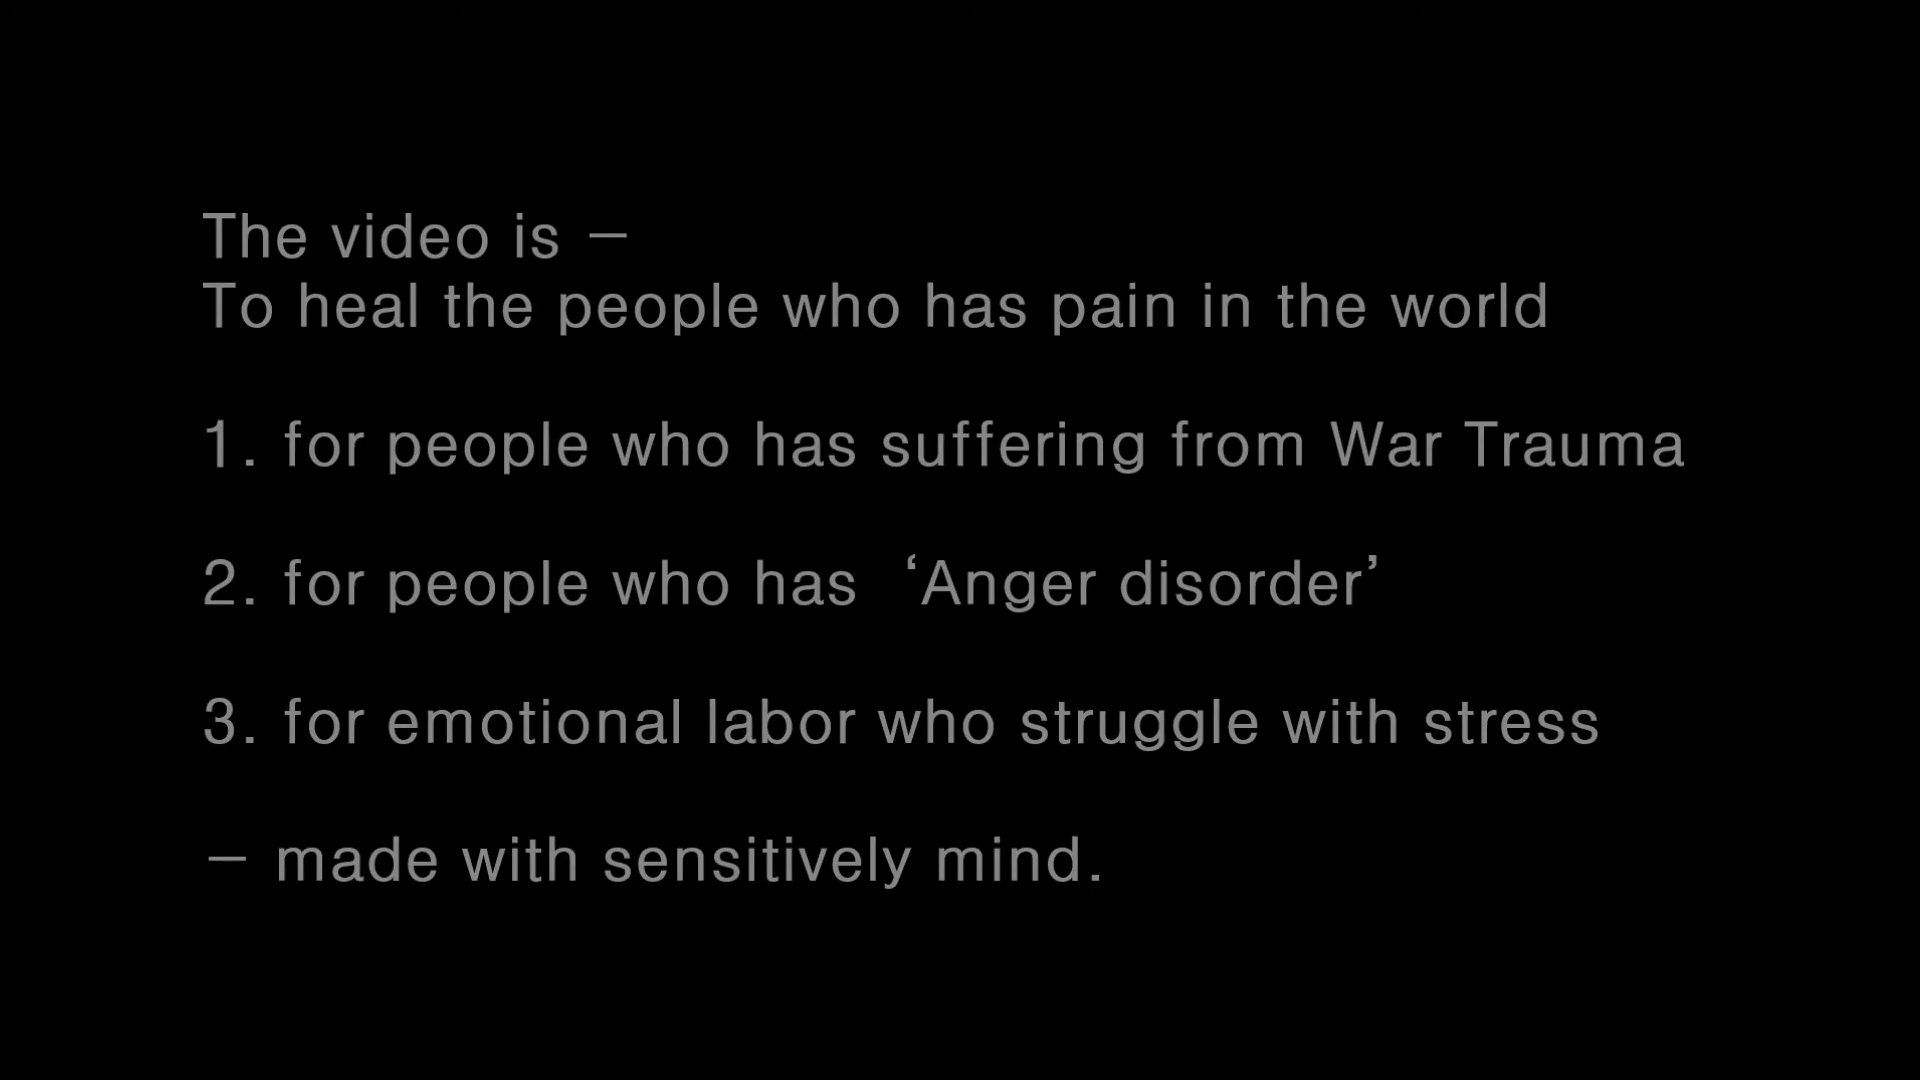 The video is –
To heal the people who has pain in the world
1. for people who has suffering from War Trauma
2. for people who has ‘Anger disorder’
3. for emotional labor who struggle with stress
– made with sensitively mind.